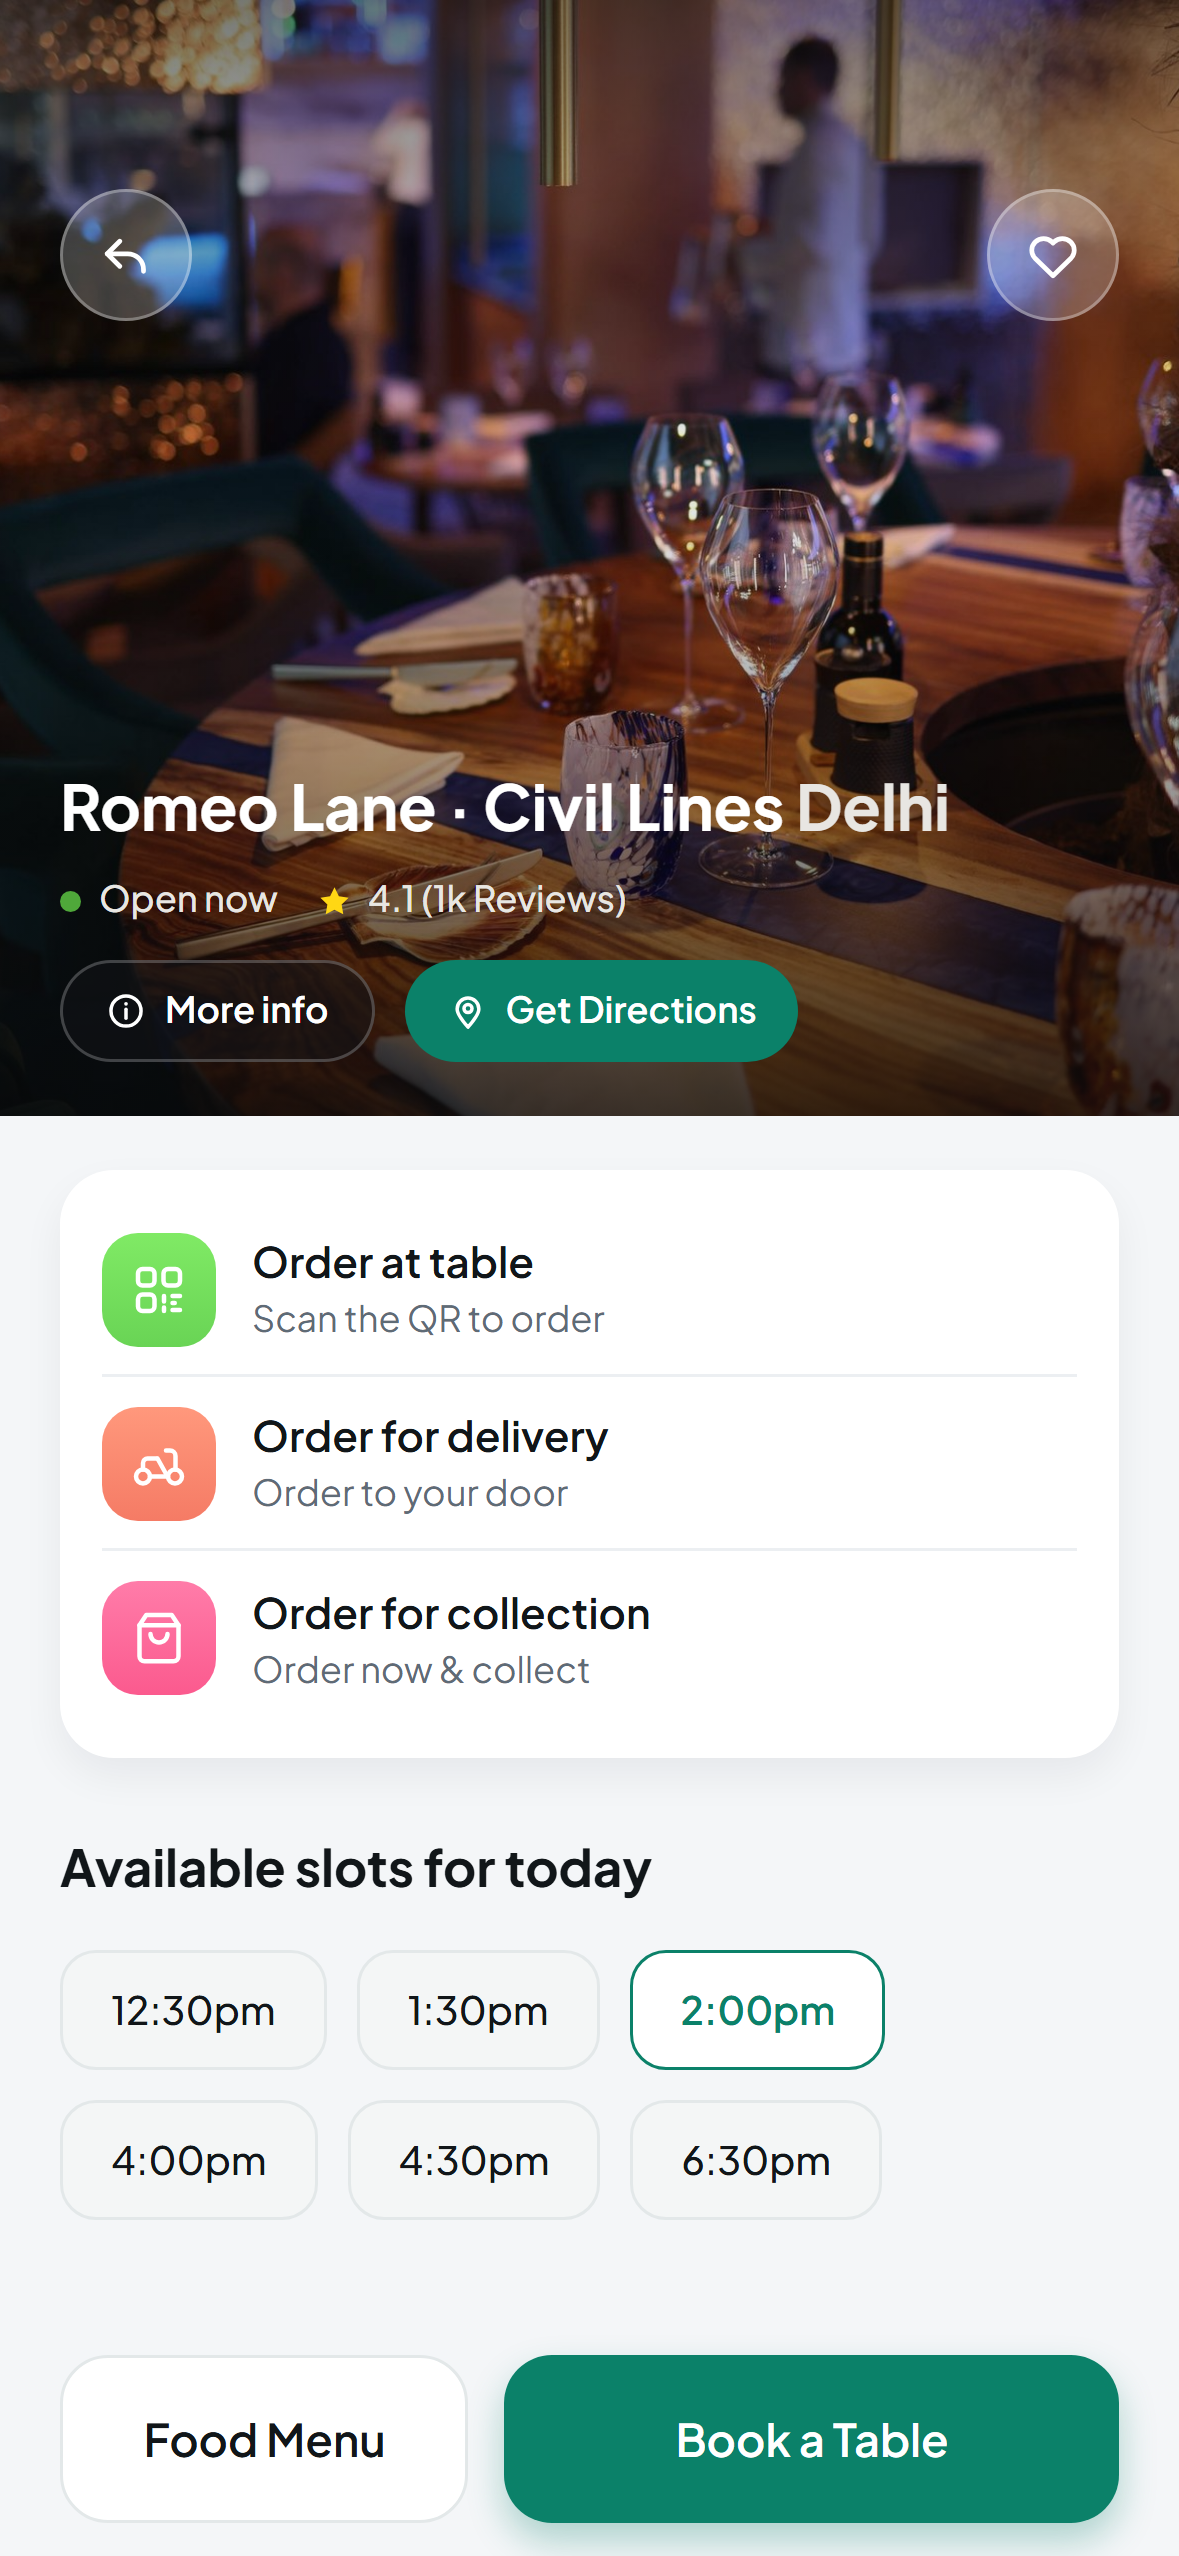 Romeo Lane · Civil Lines Delhi
Open now 4.1 (1k Reviews)
More info Get Directions
Order at table
Scan the QR to order
Order for delivery
Order to your door
Order for collection
Order now & collect
Available slots for today
12:30pm 1:30pm 2:00pm
4:00pm 4:30pm 6:30pm
Food Menu Book a Table